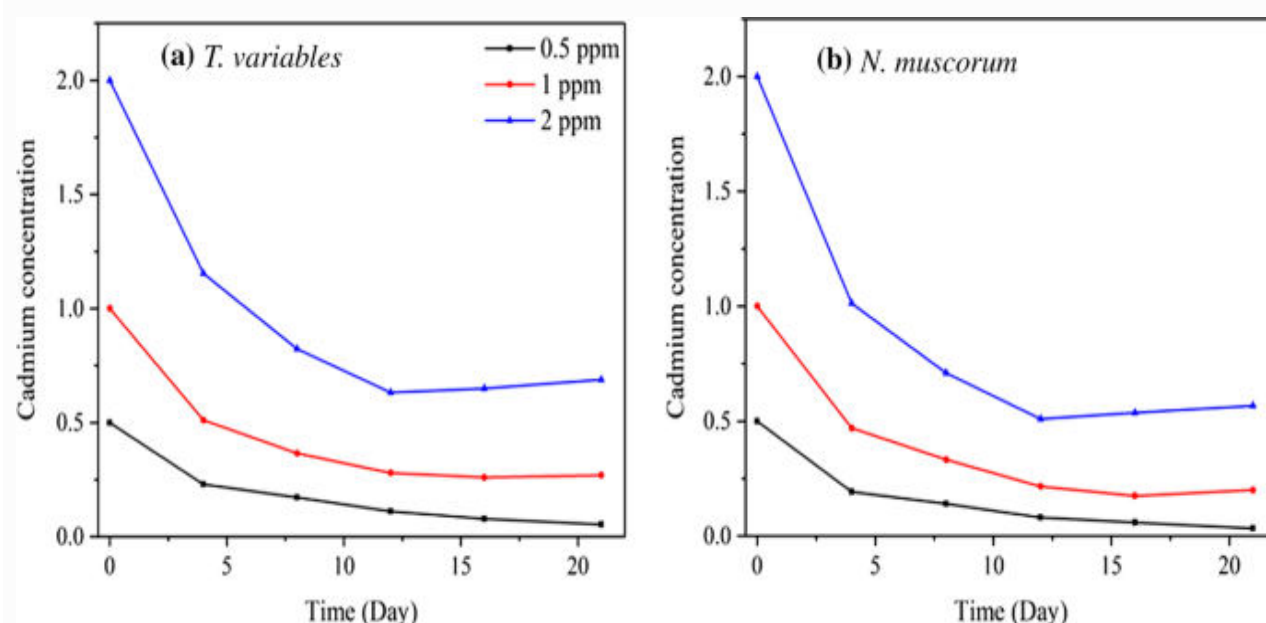 (a) T. variables
0.5 ppm
1 ppm
2 ppm
Cadmium concentration
2.0
1.5
1.0
0.5
0.0
0 5 10 15 20
Time (Day)
(b) N. muscorum
Cadmium concentration
2.0
1.5
1.0
0.5
0.0
0 5 10 15 20
Time (Day)